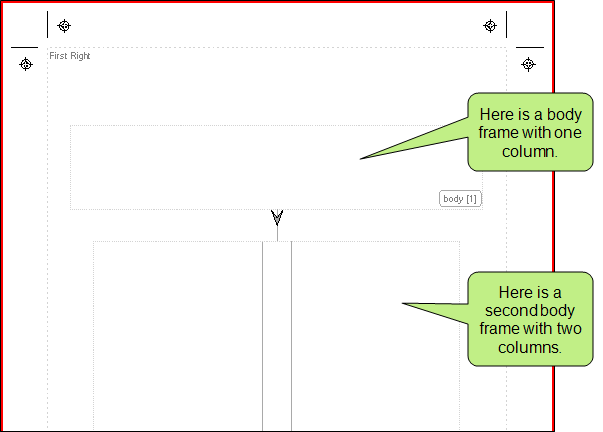 First Right
Here is a body
frame with one
column.
body [1]
Here is a
second body
frame with two
columns.